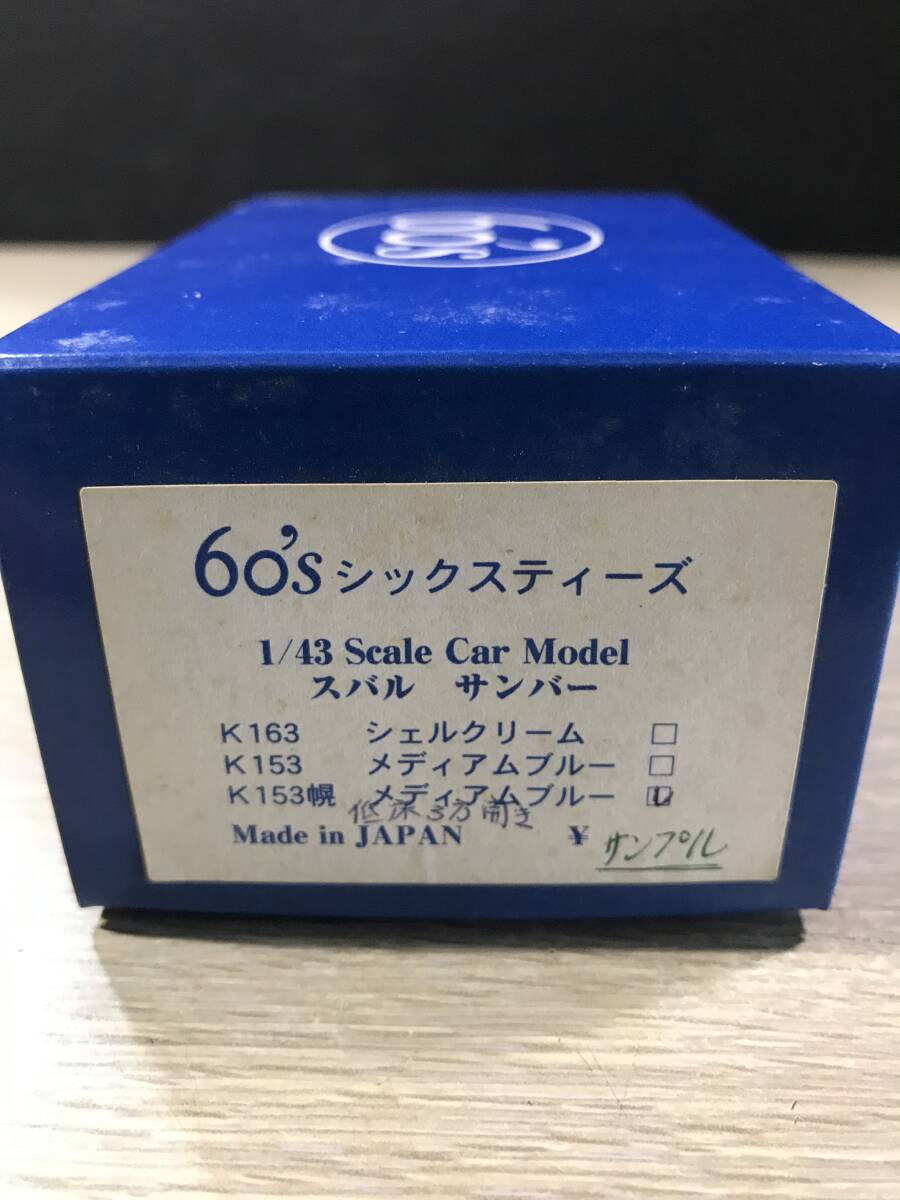 60's
60'sシックスティーズ
1/43 Scale Car Model
スバル サンバー
K163 シェルクリーム □
K153 メディアムブルー □
K153幌 メディアムブルー □
低床3方開き
Made in JAPAN ¥ サンプル